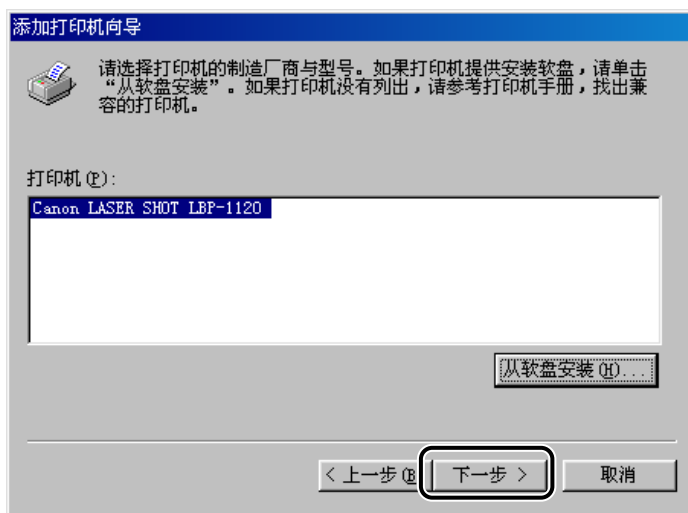 添加打印机向导
请选择打印机的制造厂商与型号。如果打印机提供安装软盘，请单击
“从软盘安装”。如果打印机没有列出，请参考打印机手册，找出兼
容的打印机。
打印机(P):
Canon LASER SHOT LBP-1120
从软盘安装(H)...
< 上一步(B 下一步 > 取消